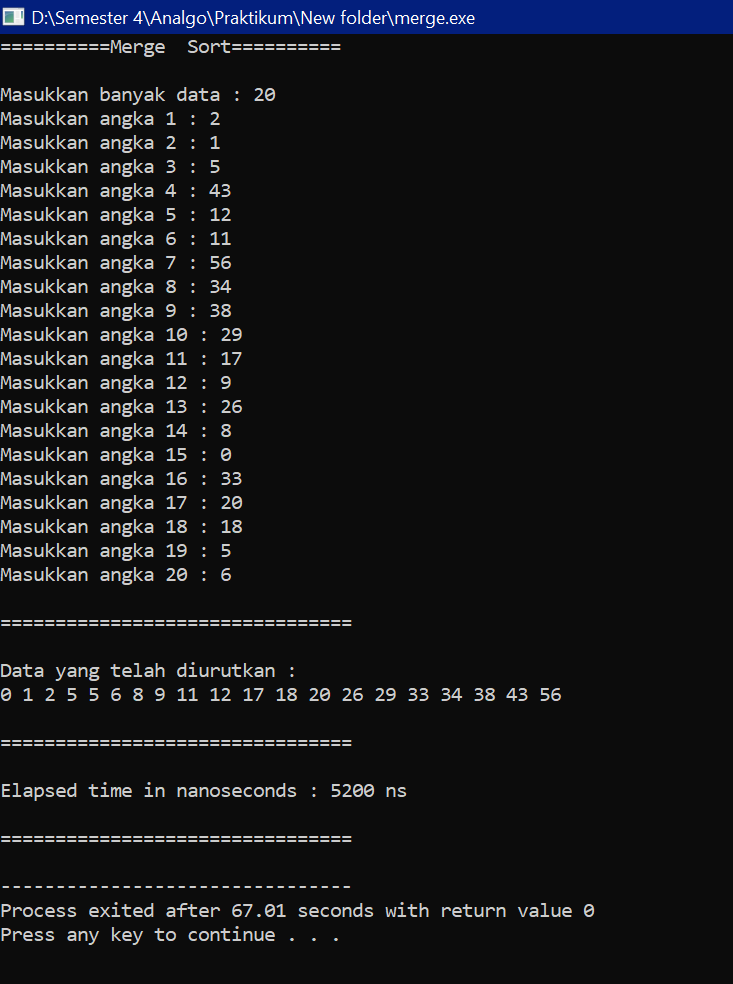 D:\Semester 4\Analgo\Praktikum\New folder\merge.exe
==========Merge  Sort==========
Masukkan banyak data : 20
Masukkan angka 1 : 2
Masukkan angka 2 : 1
Masukkan angka 3 : 5
Masukkan angka 4 : 43
Masukkan angka 5 : 12
Masukkan angka 6 : 11
Masukkan angka 7 : 56
Masukkan angka 8 : 34
Masukkan angka 9 : 38
Masukkan angka 10 : 29
Masukkan angka 11 : 17
Masukkan angka 12 : 9
Masukkan angka 13 : 26
Masukkan angka 14 : 8
Masukkan angka 15 : 0
Masukkan angka 16 : 33
Masukkan angka 17 : 20
Masukkan angka 18 : 18
Masukkan angka 19 : 5
Masukkan angka 20 : 6
================================
Data yang telah diurutkan :
0 1 2 5 5 6 8 9 11 12 17 18 20 26 29 33 34 38 43 56
================================
Elapsed time in nanoseconds : 5200 ns
================================
--------------------------------
Process exited after 67.01 seconds with return value 0
Press any key to continue . . .